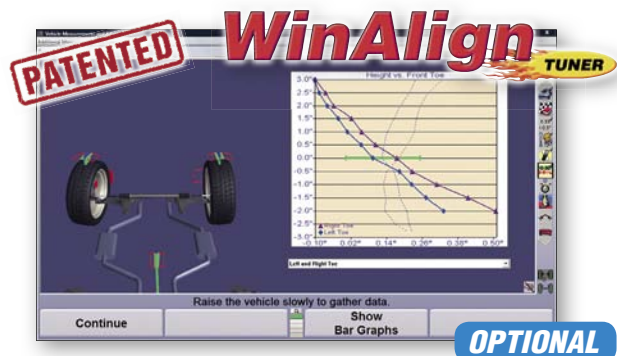 WinAlign
TUNER
PATENTED
Vehicle Measurements
Height vs. Front Toe
3.0"
2.5"
2.0"
1.5"
1.0"
0.5"
0.0"
-0.5"
-1.0"
-1.5"
-2.0"
-2.5"
-3.0"
Right Toe
Left Toe
-0.10° 0.02° 0.14° 0.26° 0.38° 0.50°
Left and Right Toe
Raise the vehicle slowly to gather data.
Continue
Show
Bar Graphs
OPTIONAL